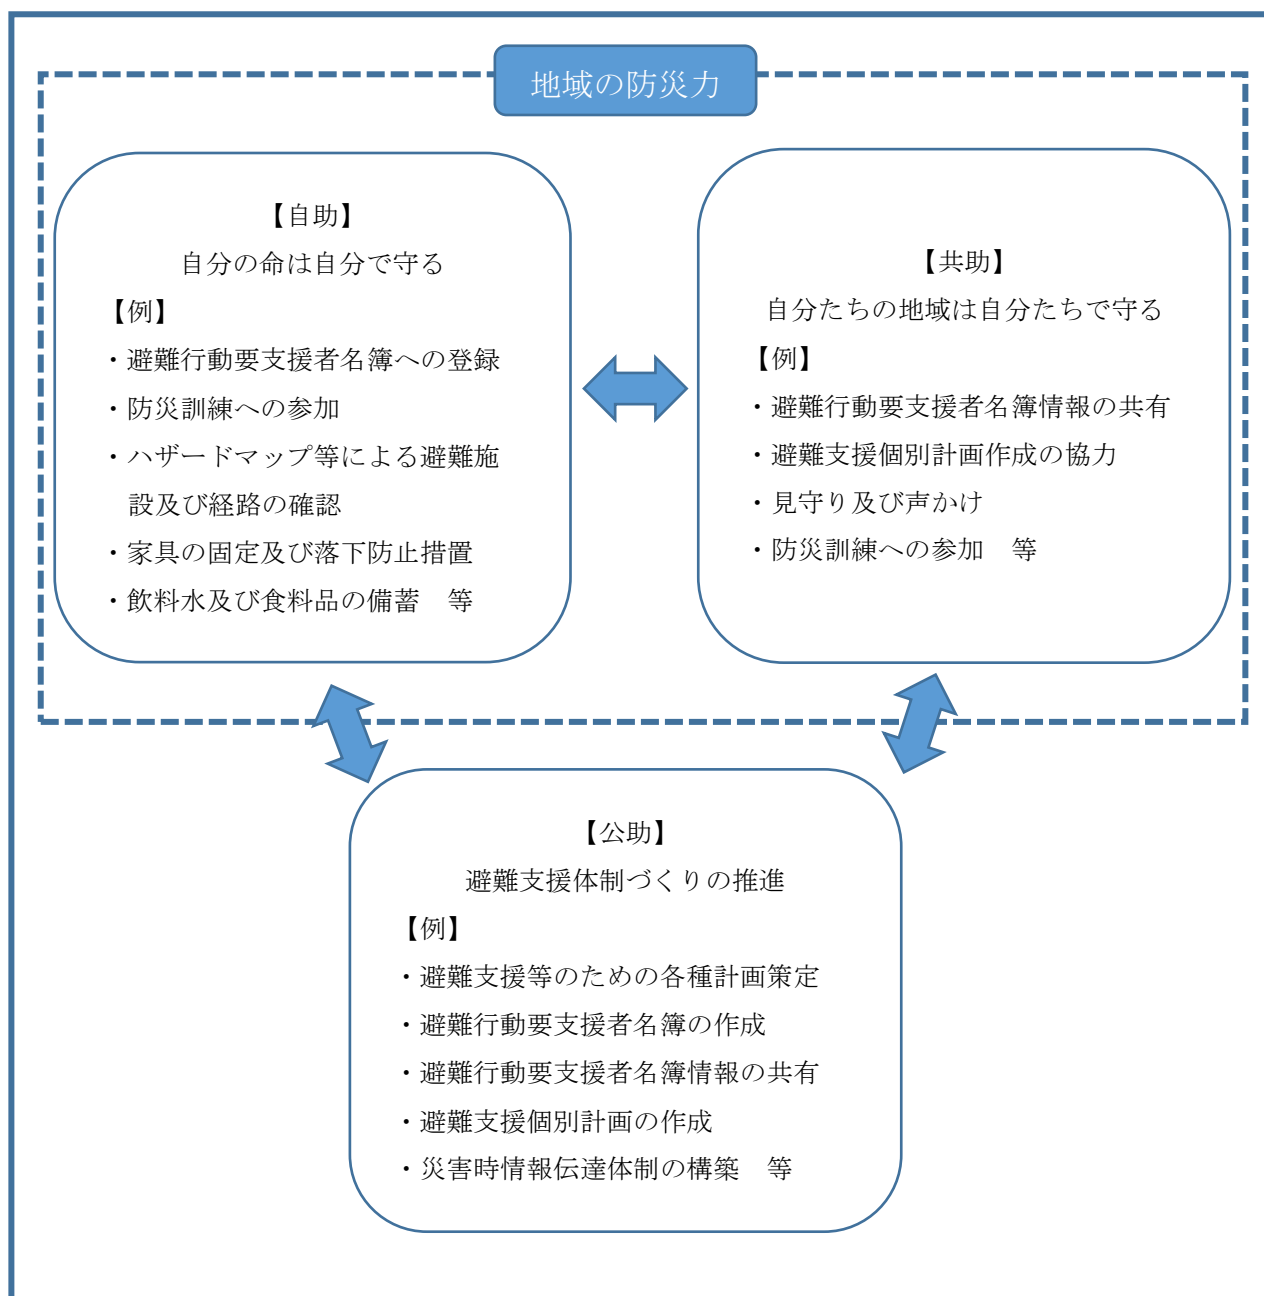 地域の防災力
【自助】
自分の命は自分で守る
【例】
・避難行動要支援者名簿への登録
・防災訓練への参加
・ハザードマップ等による避難施
設及び経路の確認
・家具の固定及び落下防止措置
・飲料水及び食料品の備蓄　等
【共助】
自分たちの地域は自分たちで守る
【例】
・避難行動要支援者名簿情報の共有
・避難支援個別計画作成の協力
・見守り及び声かけ
・防災訓練への参加　等
【公助】
避難支援体制づくりの推進
【例】
・避難支援等のための各種計画策定
・避難行動要支援者名簿の作成
・避難行動要支援者名簿情報の共有
・避難支援個別計画の作成
・災害時情報伝達体制の構築　等